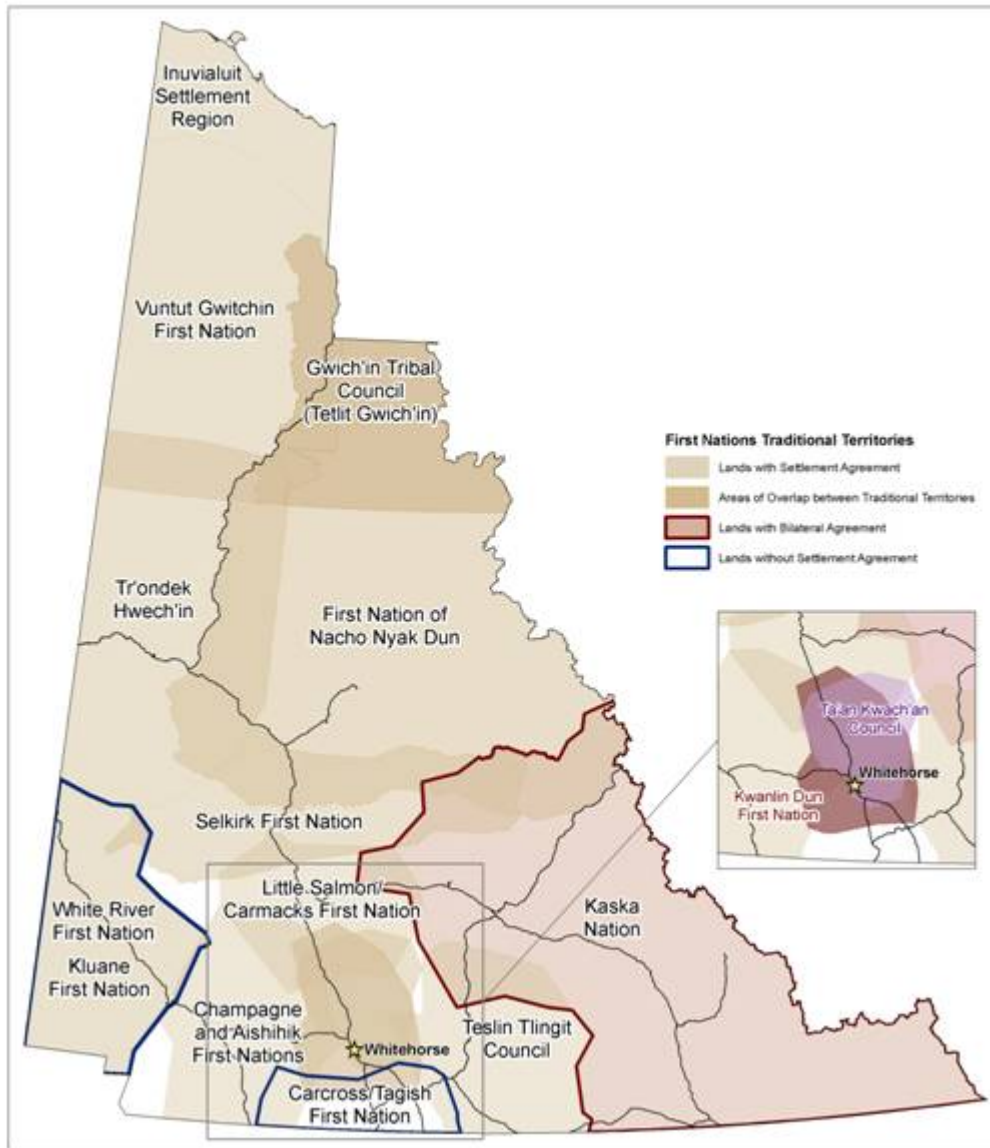 Inuvialuit
Settlement
Region
Vuntut Gwitchin
First Nation
Gwich'in Tribal
Council
(Tetlit Gwich'in)
First Nations Traditional Territories
Lands with Settlement Agreement
Areas of Overlap between Traditional Territories
Lands with Bilateral Agreement
Lands without Settlement Agreement
Tr'ondek
Hwech'in
First Nation of
Nacho Nyak Dun
Ta'an Kwach'an
Council
Whitehorse
Kwanlin Dun
First Nation
Selkirk First Nation
Little Salmon/
Carmacks First Nation
White River
First Nation
Kluane
First Nation
Kaska
Nation
Champagne
and Aishihik
First Nations
Teslin Tlingit
Council
Whitehorse
Carcross/Tagish
First Nation